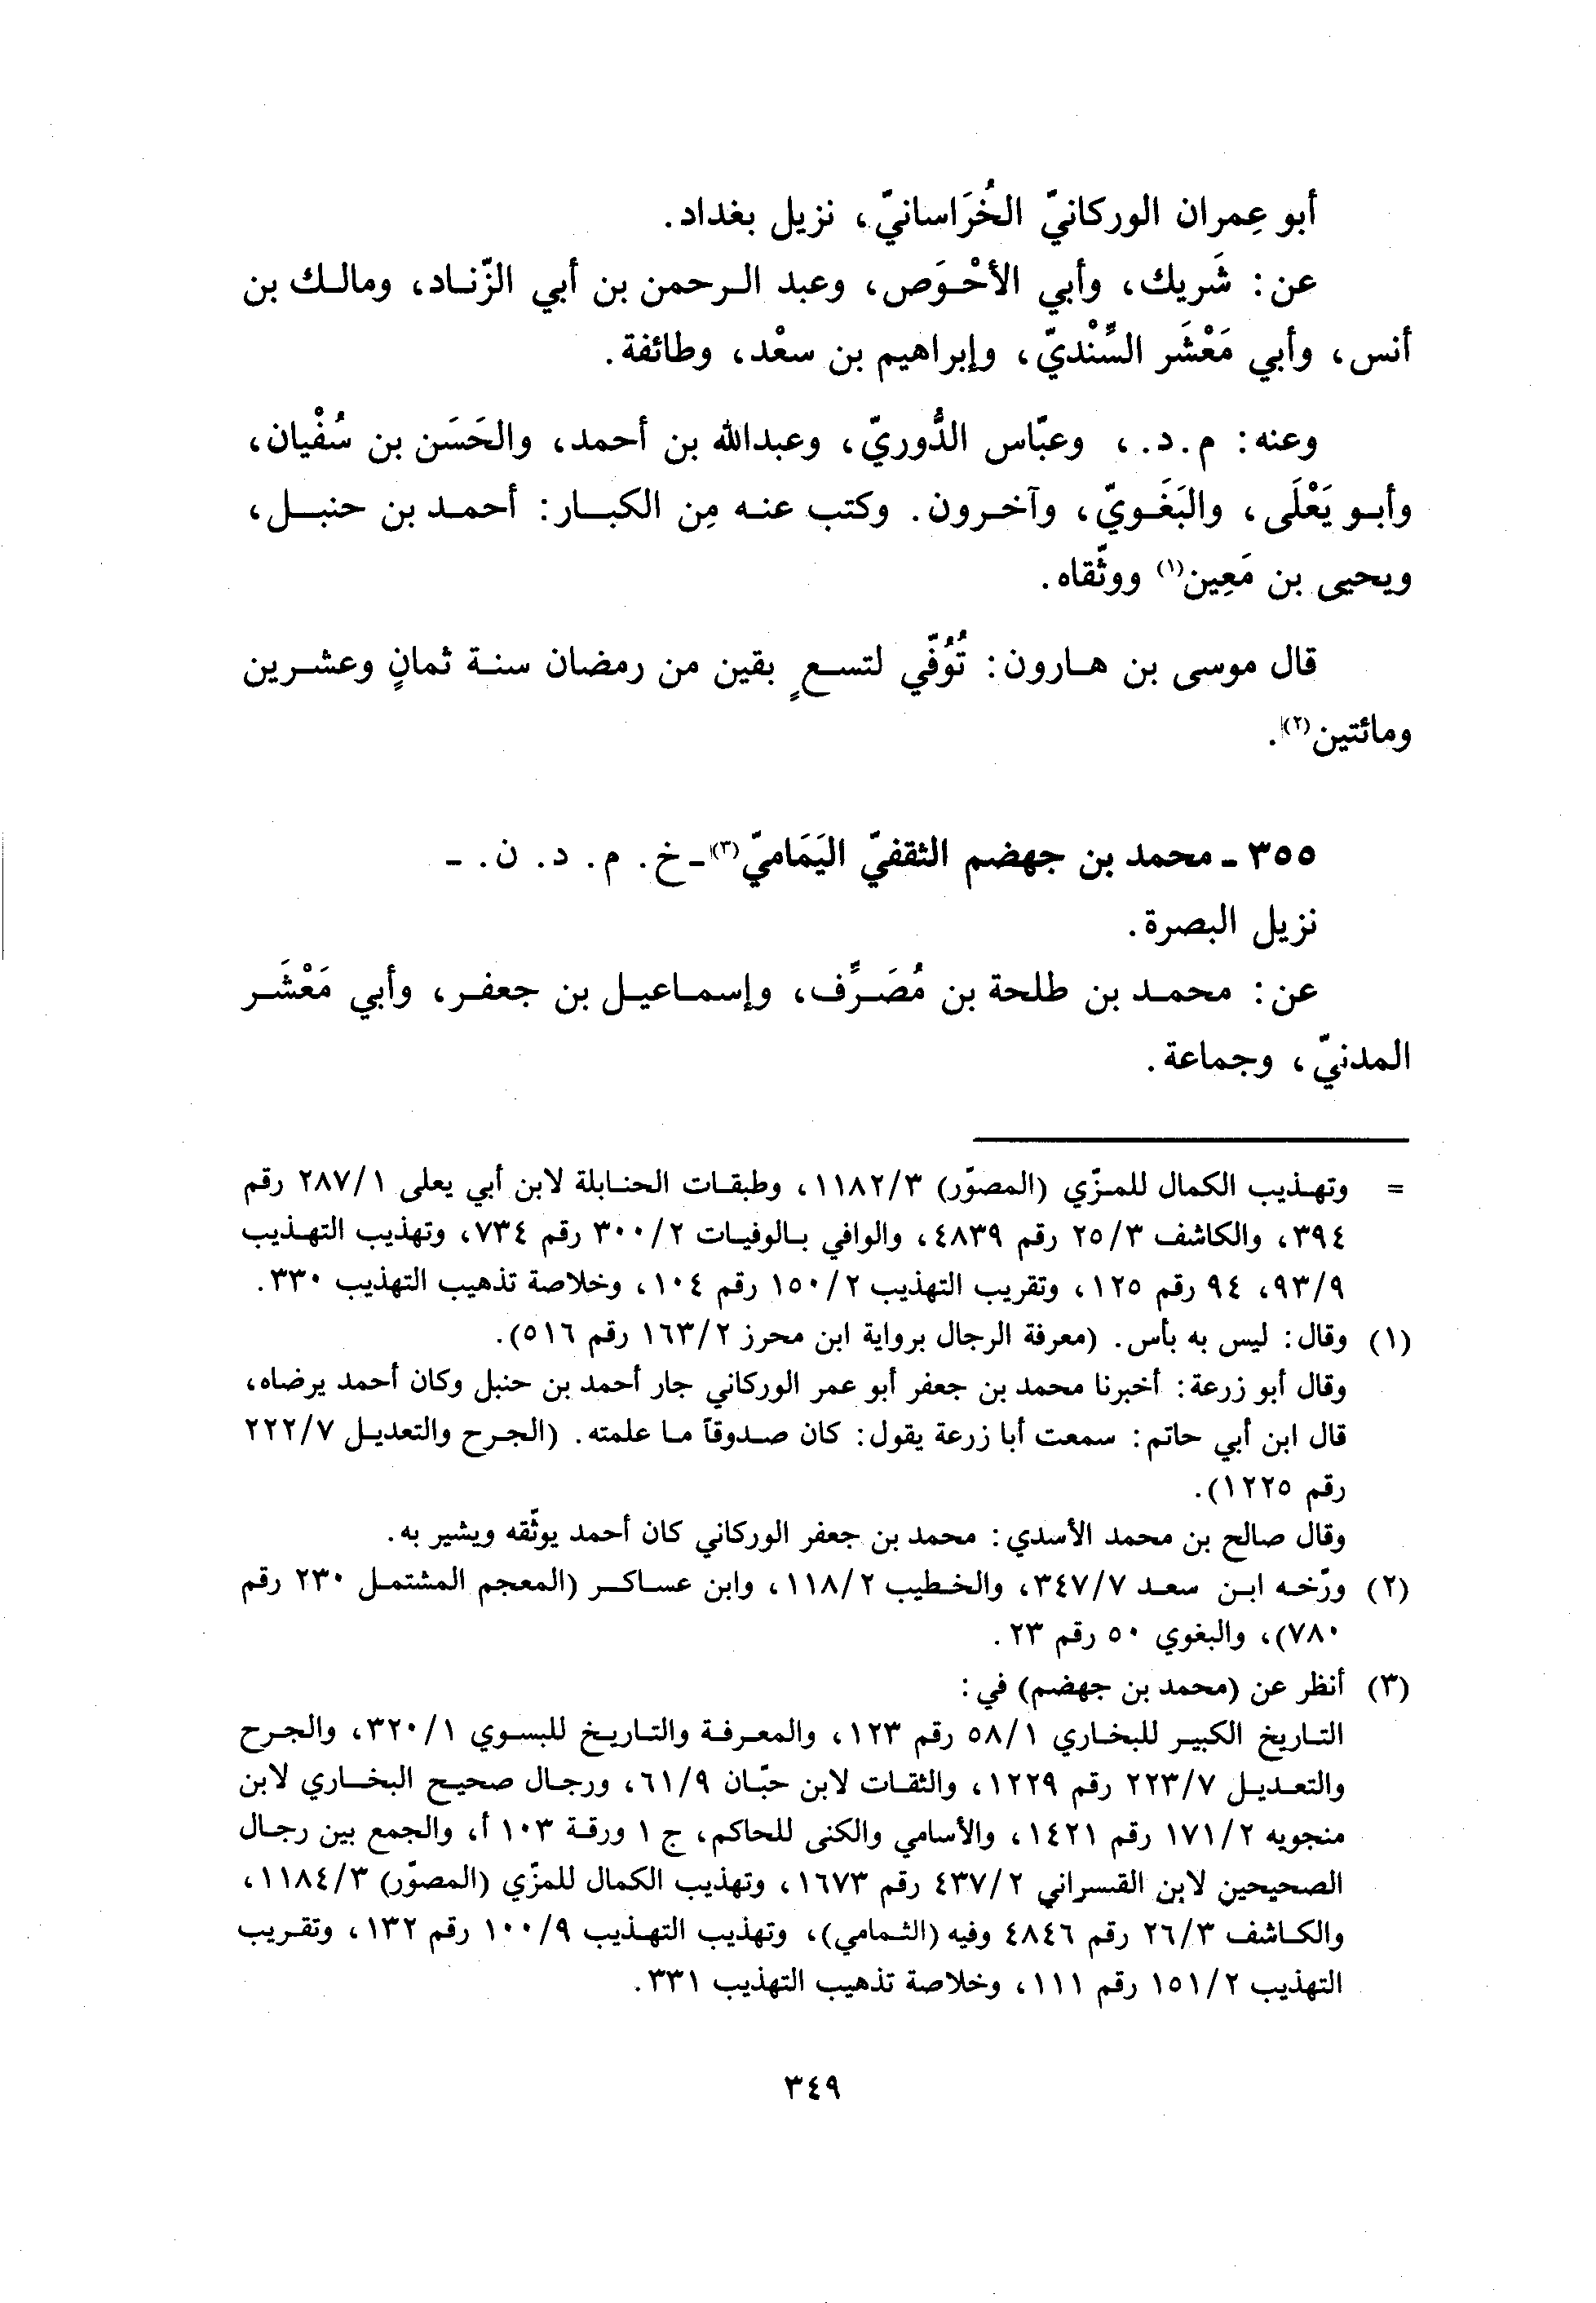 أبو عِمران الوركانيّ الخُرَاسانيّ، نزيل بغداد.
عن: شَريك، وأبي الأحْوَص، وعبد الرحمن بن أبي الزّناد، ومالك بن
أنس، وأبي مَعْشَر السِّنْديّ، وإبراهيم بن سعْد، وطائفة.
وعنه: م.د.، وعبّاس الدُّوريّ، وعبدالله بن أحمد، والحَسَن بن سُفْيان،
وأبو يَعْلَى، والبَغَويّ، وآخرون. وكتب عنه مِن الكبار: أحمد بن حنبل،
ويحيى بن مَعِين(١) ووثّقاه.
قال موسى بن هارون: تُوُفّي لتسعٍ بقين من رمضان سنة ثمانٍ وعشرين
ومائتين(٢).
٣٥٥ - محمد بن جهضم الثقفيّ اليَمَاميّ(٣) - خ. م. د. ن. -
نزيل البصرة.
عن: محمد بن طلحة بن مُصَرِّف، وإسماعيل بن جعفر، وأبي مَعْشَر
المدنيّ، وجماعة.
= وتهذيب الكمال للمزّي (المصوّر) ١١٨٢/٣، وطبقات الحنابلة لابن أبي يعلى ٢٨٧/١ رقم
٣٩٤، والكاشف ٢٥/٣ رقم ٤٨٣٩، والوافي بالوفيات ٣٠٠/٢ رقم ٧٣٤، وتهذيب التهذيب
٩٣/٩، ٩٤ رقم ١٢٥، وتقريب التهذيب ١٥٠/٢ رقم ١٠٤، وخلاصة تذهيب التهذيب ٣٣٠.
(١) وقال: ليس به بأس. (معرفة الرجال برواية ابن محرز ١٦٣/٢ رقم ٥١٦).
وقال أبو زرعة: أخبرنا محمد بن جعفر أبو عمر الوركاني جار أحمد بن حنبل وكان أحمد يرضاه،
قال ابن أبي حاتم: سمعت أبا زرعة يقول: كان صدوقاً ما علمته. (الجرح والتعديل ٢٢٢/٧
رقم ١٢٢٥).
وقال صالح بن محمد الأسدي: محمد بن جعفر الوركاني كان أحمد يوثّقه ويشير به.
(٢) ورّخه ابن سعد ٣٤٧/٧، والخطيب ١١٨/٢، وابن عساكر (المعجم المشتمل ٢٣٠ رقم
٧٨٠)، والبغوي ٥٠ رقم ٢٣.
(٣) أنظر عن (محمد بن جهضم) في:
التاريخ الكبير للبخاري ٥٨/١ رقم ١٢٣، والمعرفة والتاريخ للبسوي ٣٢٠/١، والجرح
والتعديل ٢٢٣/٧ رقم ١٢٢٩، والثقات لابن حبّان ٦١/٩، ورجال صحيح البخاري لابن
منجويه ١٧١/٢ رقم ١٤٢١، والأسامي والكنى للحاكم، ج ١ ورقة ١٠٣ أ، والجمع بين رجال
الصحيحين لابن القسراني ٤٣٧/٢ رقم ١٦٧٣، وتهذيب الكمال للمزّي (المصوّر) ١١٨٤/٣،
والكاشف ٢٦/٣ رقم ٤٨٤٦ وفيه (الثمامي)، وتهذيب التهذيب ١٠٠/٩ رقم ١٣٢، وتقريب
التهذيب ١٥١/٢ رقم ١١١، وخلاصة تذهيب التهذيب ٣٣١.
٣٤٩